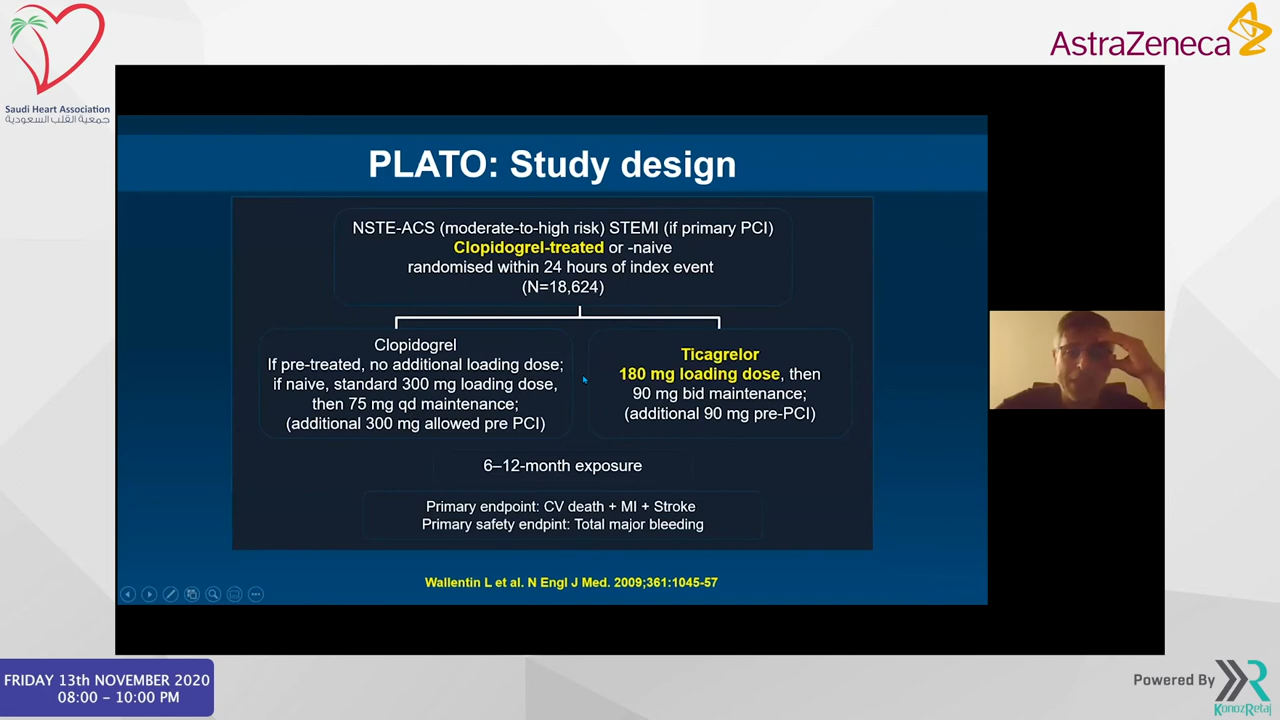 Saudi Heart Association
جمعية القلب السعودية
AstraZeneca
PLATO: Study design
NSTE-ACS (moderate-to-high risk) STEMI (if primary PCI)
Clopidogrel-treated or -naive
randomised within 24 hours of index event
(N=18,624)
Clopidogrel
If pre-treated, no additional loading dose;
if naive, standard 300 mg loading dose,
then 75 mg qd maintenance;
(additional 300 mg allowed pre PCI)
Ticagrelor
180 mg loading dose, then
90 mg bid maintenance;
(additional 90 mg pre-PCI)
6–12-month exposure
Primary endpoint: CV death + MI + Stroke
Primary safety endpint: Total major bleeding
Wallentin L et al. N Engl J Med. 2009;361:1045-57
FRIDAY 13th NOVEMBER 2020
08:00 – 10:00 PM
Powered By
KonozRetaj